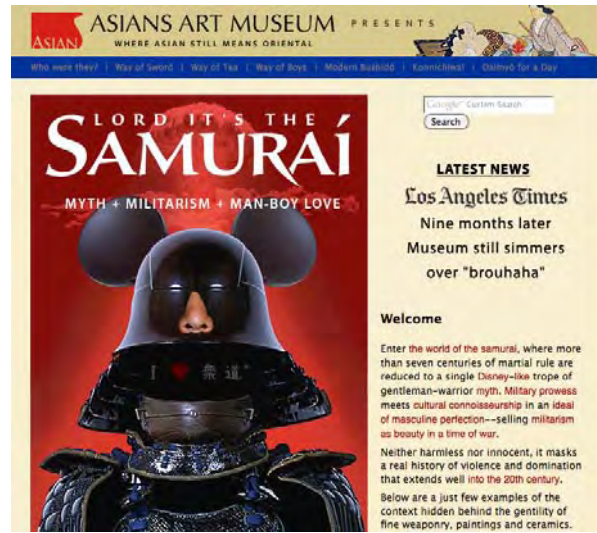 ASIAN
ASIANS ART MUSEUM
PRESENTS
WHERE ASIAN STILL MEANS ORIENTAL
Who were they? | Way of Sword | Way of Tea | Way of Boys | Modern Bushidō | Konnichiwa! | Daimyō for a Day
LORD IT'S THE
SAMURAÍ
MYTH + MILITARISM + MAN-BOY LOVE
Google™ Custom Search
Search
LATEST NEWS
Los Angeles Times
Nine months later
Museum still simmers
over "brouhaha"
Welcome
Enter the world of the samurai, where more
than seven centuries of martial rule are
reduced to a single Disney-like trope of
gentleman-warrior myth. Military prowess
meets cultural connoisseurship in an ideal
of masculine perfection--selling militarism
as beauty in a time of war.
Neither harmless nor innocent, it masks
a real history of violence and domination
that extends well into the 20th century.
Below are a just few examples of the
context hidden behind the gentility of
fine weaponry, paintings and ceramics.